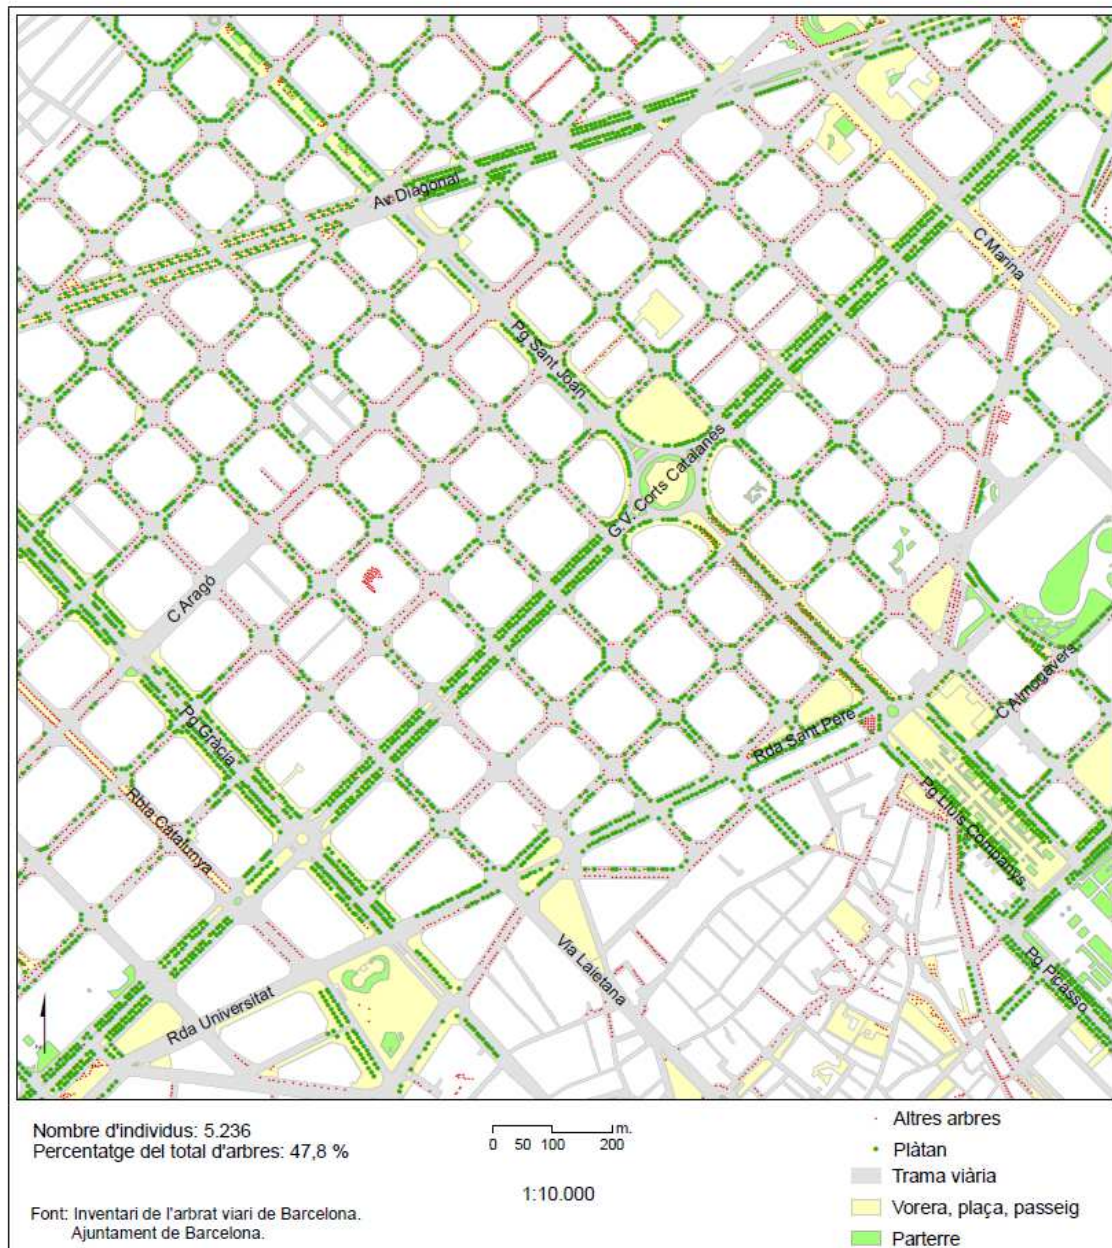 Av Diagonal
C Marina
Pg Sant Joan
G.V. Corts Catalanes
C Aragó
C Almogàvers
Pg Gràcia
Rda Sant Pere
Pg Lluís Companys
Rbla Catalunya
Via Laietana
Pg Picasso
Rda Universitat
Nombre d'individus: 5.236
Percentatge del total d'arbres: 47,8 %
0 50 100 200 m.
1:10.000
Font: Inventari de l'arbrat viari de Barcelona.
Ajuntament de Barcelona.
Altres arbres
Plàtan
Trama viària
Vorera, plaça, passeig
Parterre